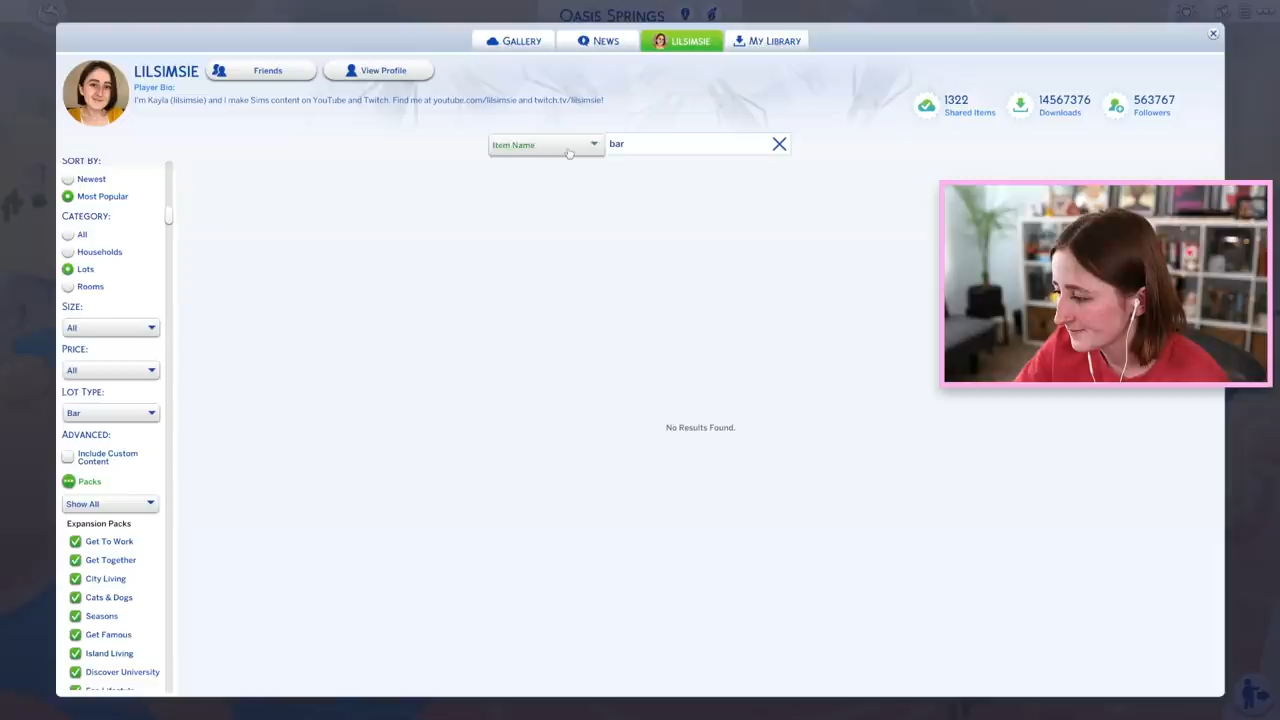 OASIS SPRINGS
GALLERY
NEWS
LILSIMSIE
MY LIBRARY
LILSIMSIE
Friends
View Profile
Player Bio:
I'm Kayla (lilsimsie) and I make Sims content on YouTube and Twitch. Find me at youtube.com/lilsimsie and twitch.tv/lilsimsie!
1322
Shared Items
14567376
Downloads
563767
Followers
Item Name
bar
SORT BY:
Newest
Most Popular
CATEGORY:
All
Households
Lots
Rooms
SIZE:
All
PRICE:
All
LOT TYPE:
Bar
ADVANCED:
Include Custom
Content
Packs
Show All
Expansion Packs
Get To Work
Get Together
City Living
Cats & Dogs
Seasons
Get Famous
Island Living
Discover University
No Results Found.